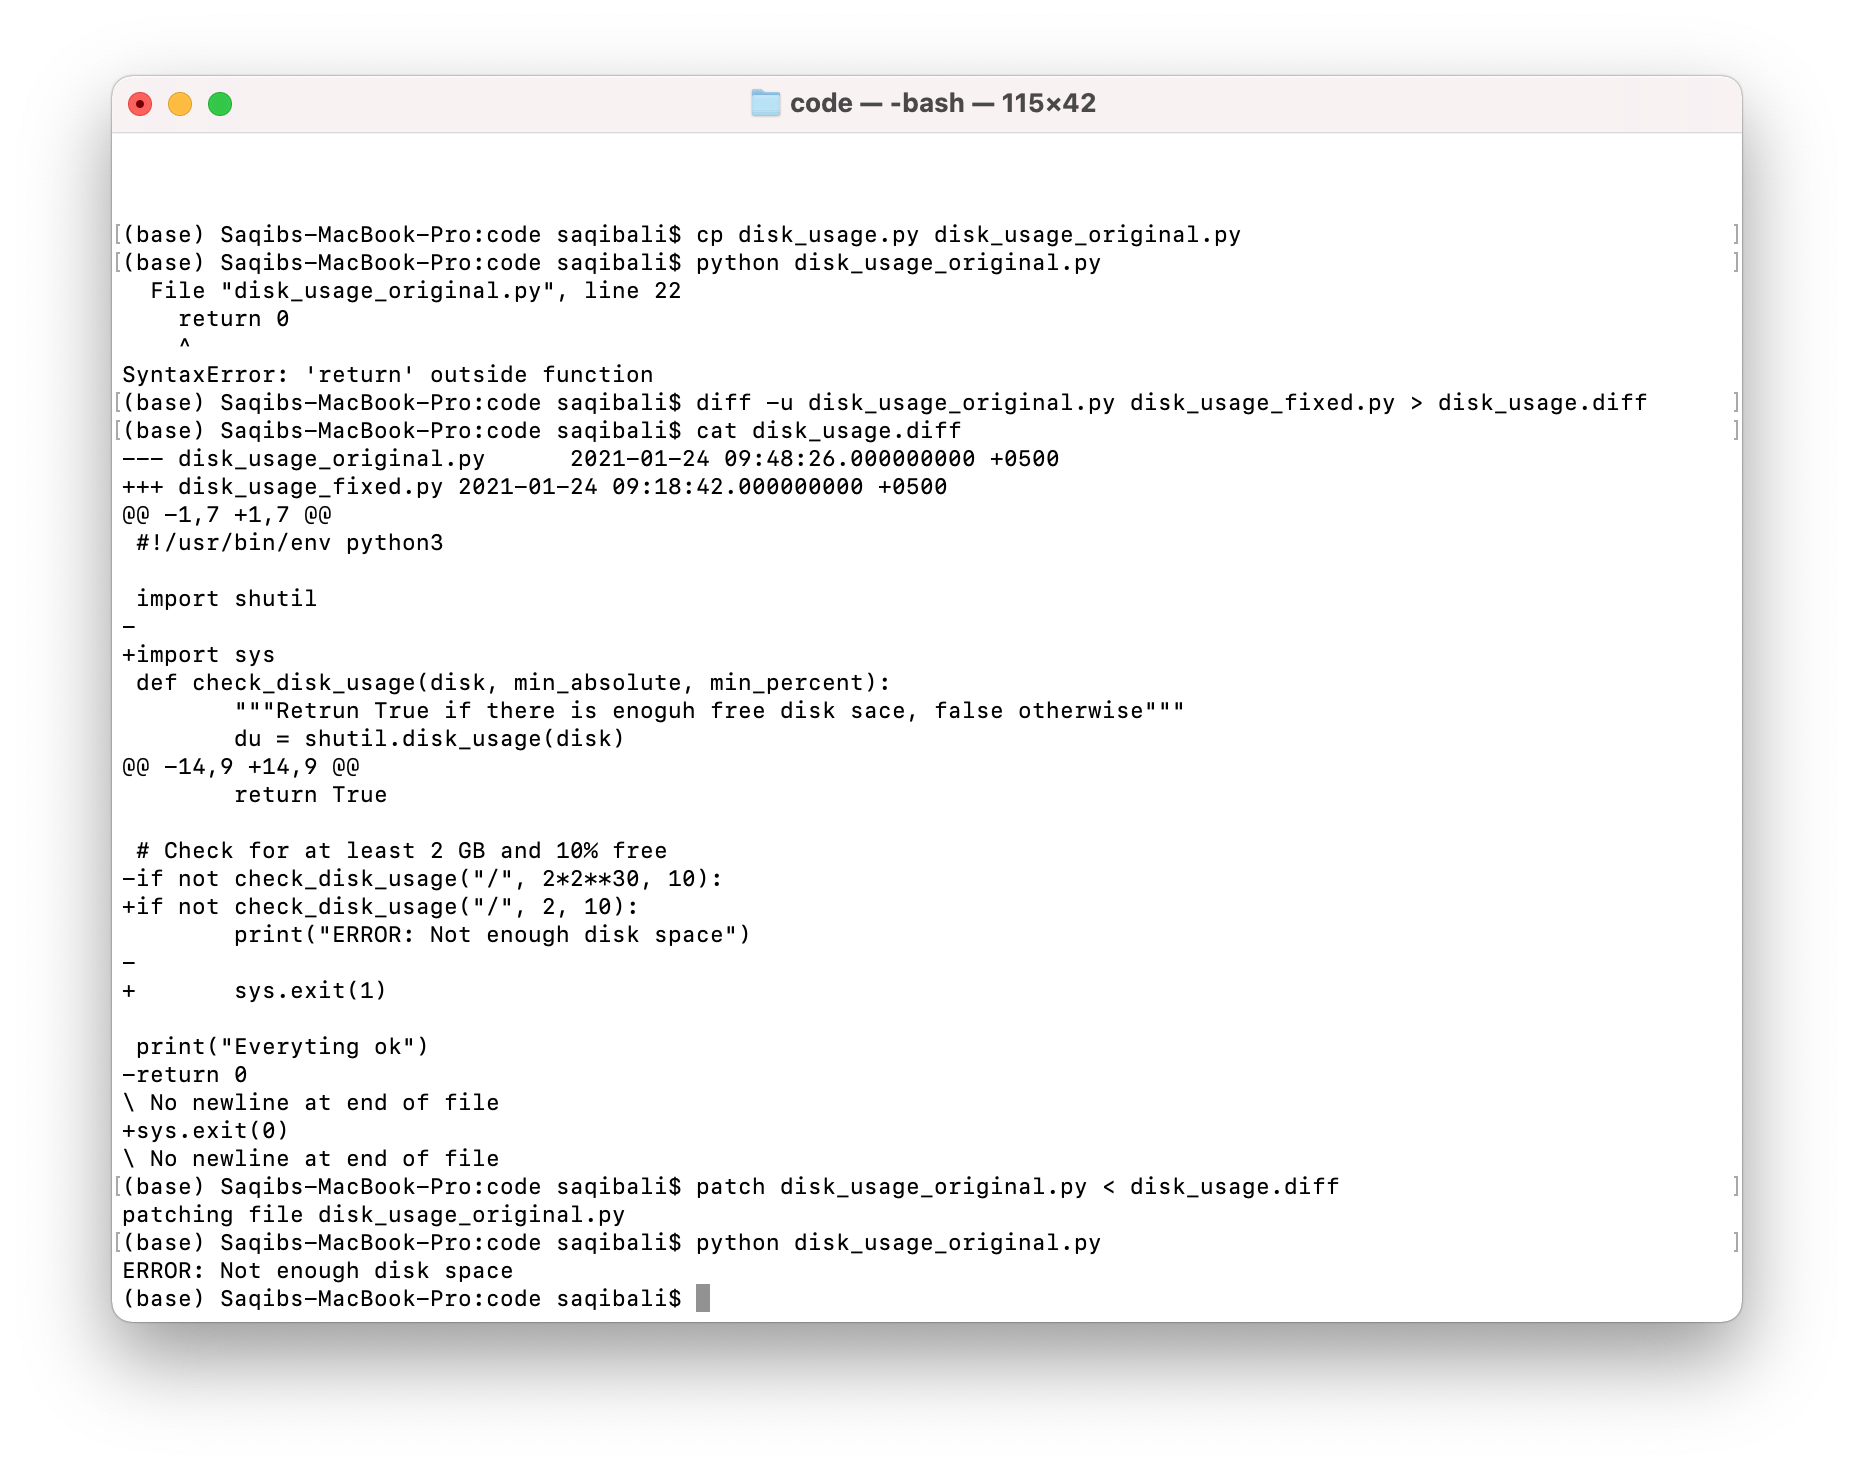 code — -bash — 115×42
(base) Saqibs-MacBook-Pro:code saqibali$ cp disk_usage.py disk_usage_original.py
(base) Saqibs-MacBook-Pro:code saqibali$ python disk_usage_original.py
  File "disk_usage_original.py", line 22
    return 0
    ^
SyntaxError: 'return' outside function
(base) Saqibs-MacBook-Pro:code saqibali$ diff -u disk_usage_original.py disk_usage_fixed.py > disk_usage.diff
(base) Saqibs-MacBook-Pro:code saqibali$ cat disk_usage.diff
--- disk_usage_original.py      2021-01-24 09:48:26.000000000 +0500
+++ disk_usage_fixed.py 2021-01-24 09:18:42.000000000 +0500
@@ -1,7 +1,7 @@
 #!/usr/bin/env python3
 import shutil
-
+import sys
 def check_disk_usage(disk, min_absolute, min_percent):
        """Retrun True if there is enoguh free disk sace, false otherwise"""
        du = shutil.disk_usage(disk)
@@ -14,9 +14,9 @@
        return True
 # Check for at least 2 GB and 10% free
-if not check_disk_usage("/", 2*2**30, 10):
+if not check_disk_usage("/", 2, 10):
        print("ERROR: Not enough disk space")
-
+       sys.exit(1)
 print("Everyting ok")
-return 0
\ No newline at end of file
+sys.exit(0)
\ No newline at end of file
(base) Saqibs-MacBook-Pro:code saqibali$ patch disk_usage_original.py < disk_usage.diff
patching file disk_usage_original.py
(base) Saqibs-MacBook-Pro:code saqibali$ python disk_usage_original.py
ERROR: Not enough disk space
(base) Saqibs-MacBook-Pro:code saqibali$